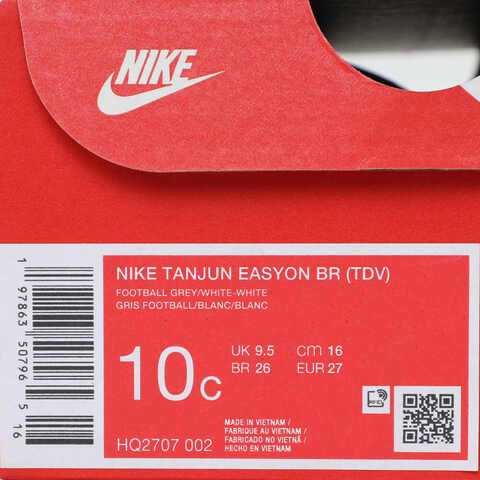 NIKE
NIKE TANJUN EASYON BR (TDV)
FOOTBALL GREY/WHITE-WHITE
GRIS FOOTBALL/BLANC/BLANC
10C
UK 9.5 CM 16
BR 26 EUR 27
RFID
MADE IN VIETNAM /
FABRIQUE AU VIETNAM /
FABRICADO NO VIETNÃ /
HECHO EN VIETNAM
HQ2707 002
1 97863 50796 5 16